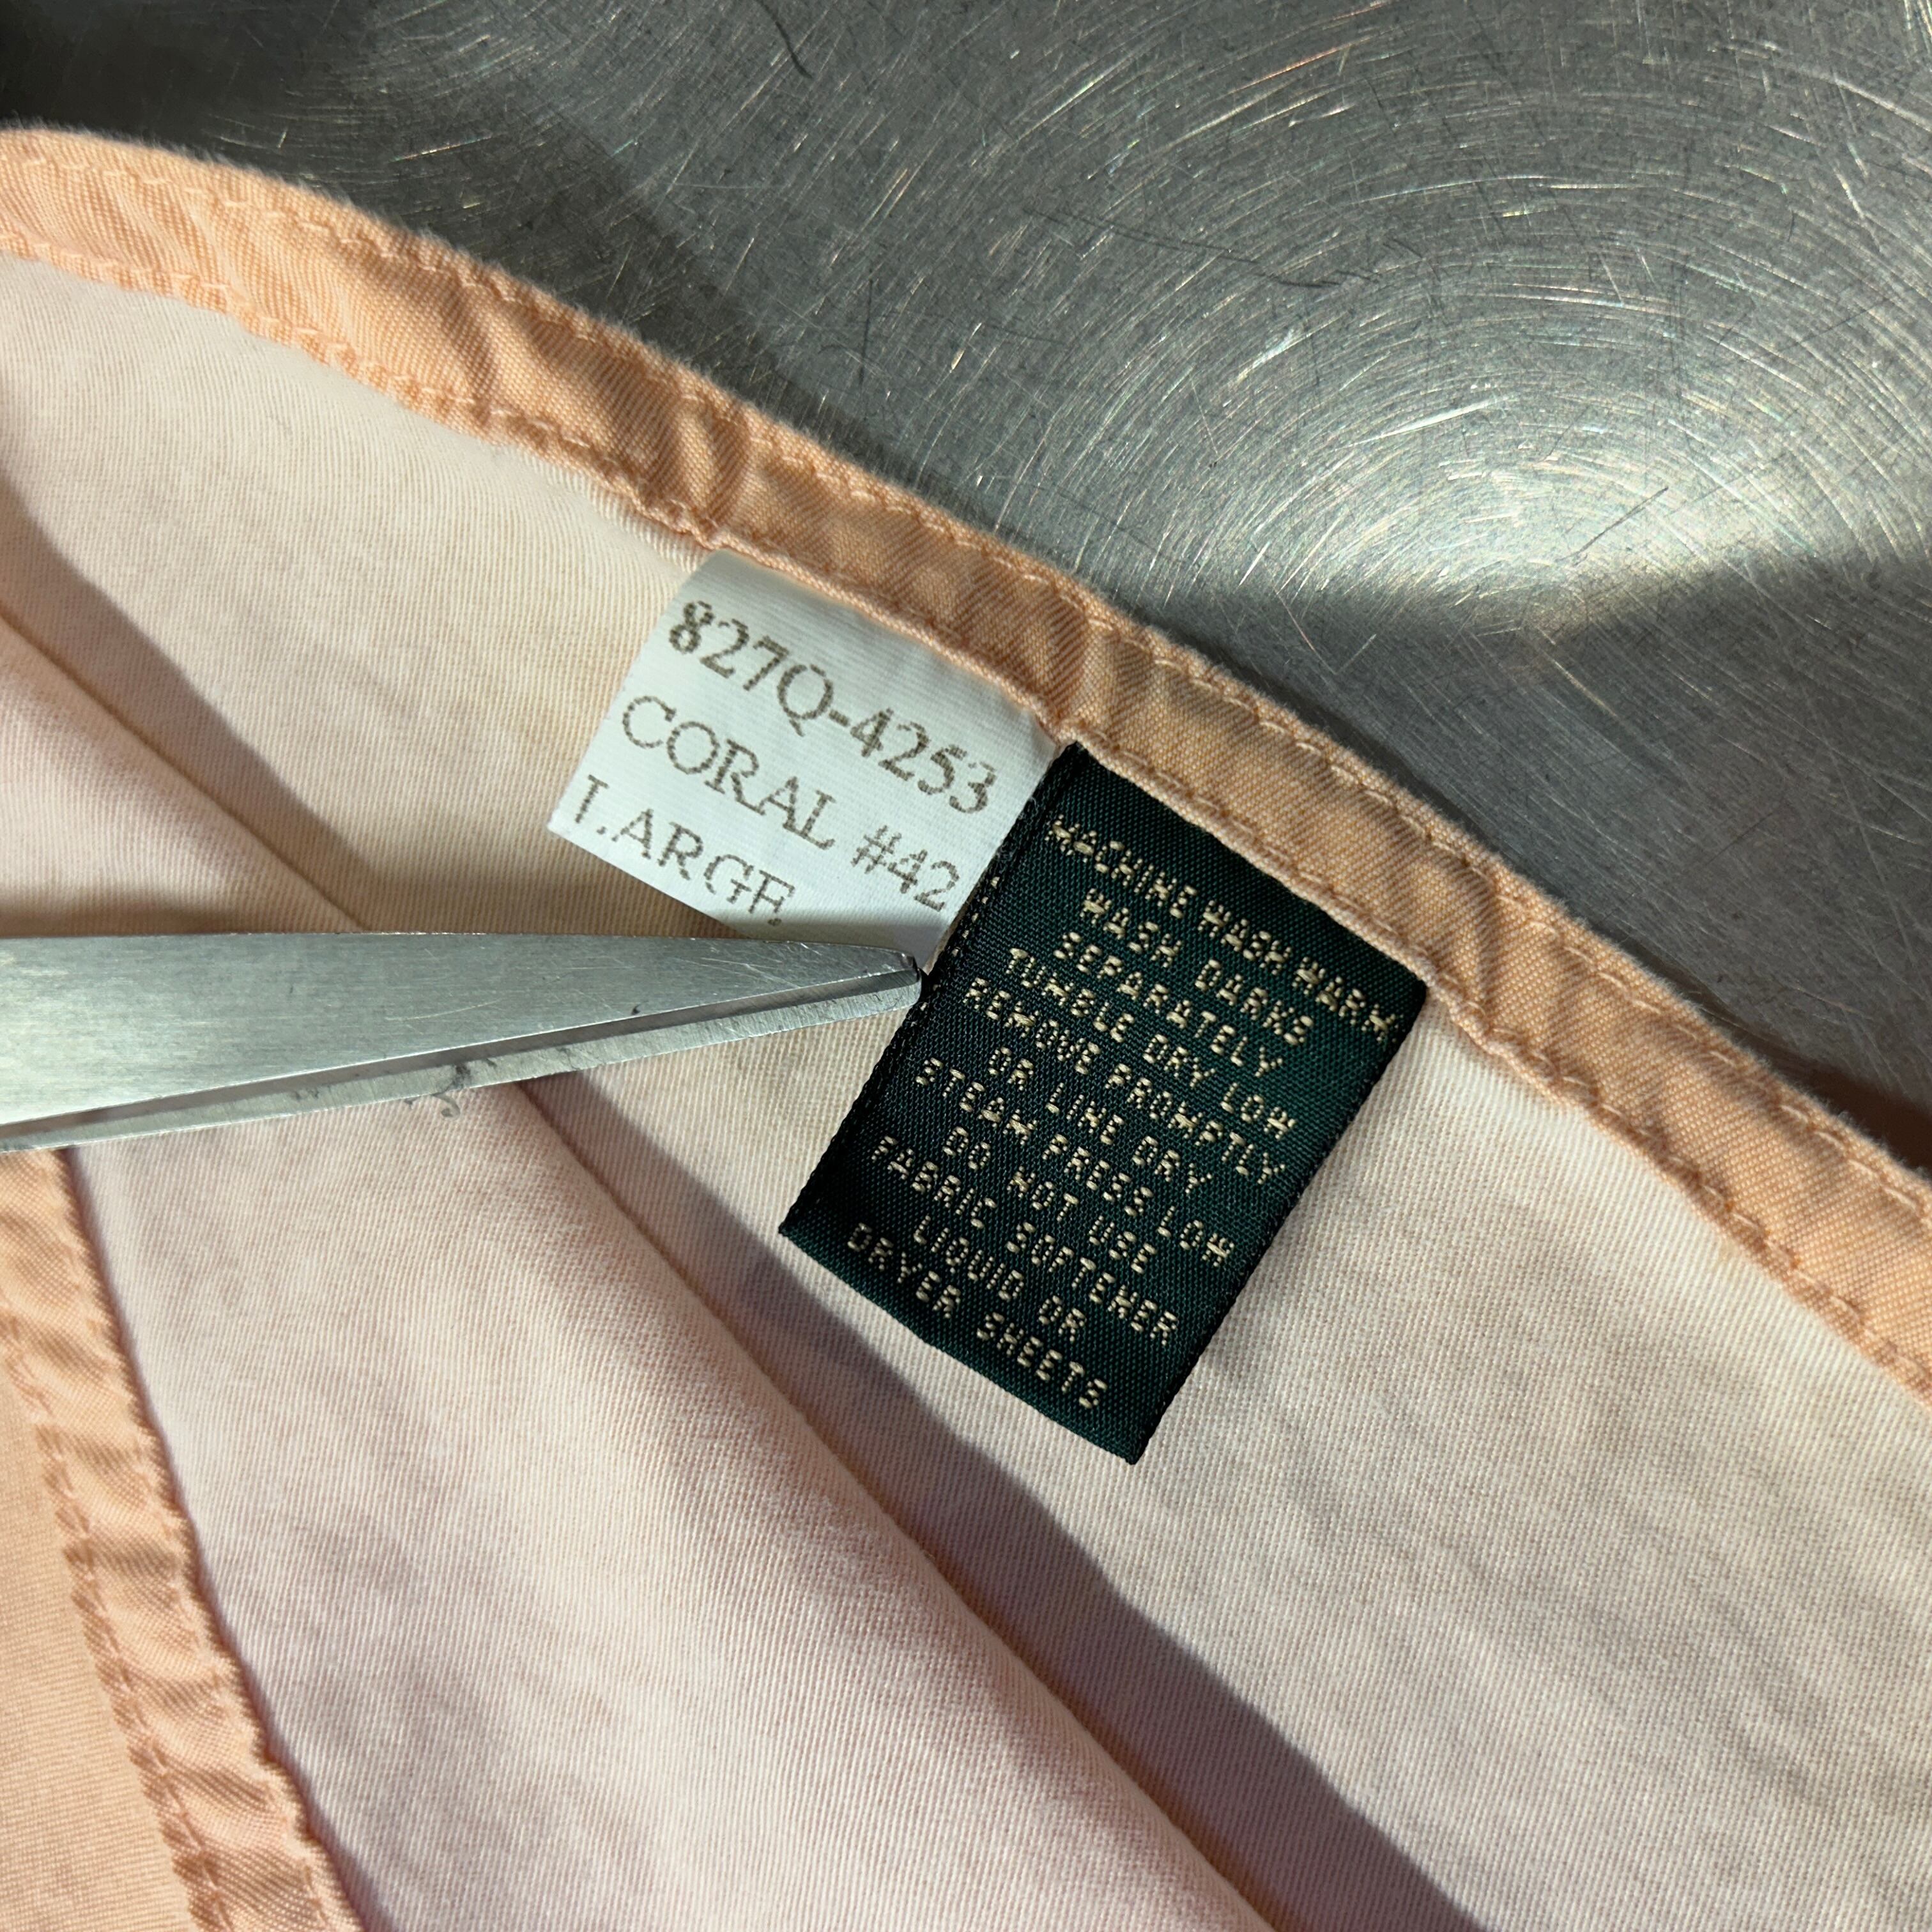 827Q-4253
CORAL #42
LARGE
MACHINE WASH WARM
WASH DARKS
SEPARATELY
TUMBLE DRY LOW
REMOVE PROMPTLY
OR LINE DRY
STEAM PRESS LOW
DO NOT USE
FABRIC SOFTENER
LIQUID OR
DRYER SHEETS